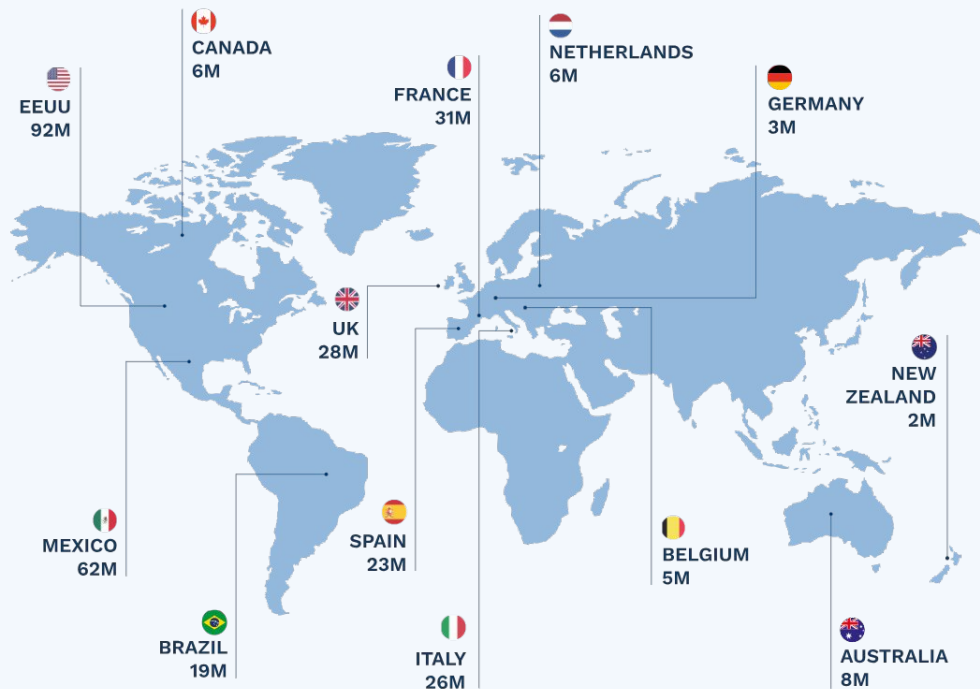 CANADA
6M
NETHERLANDS
6M
FRANCE
31M
GERMANY
3M
EEUU
92M
UK
28M
NEW
ZEALAND
2M
MEXICO
62M
SPAIN
23M
BELGIUM
5M
BRAZIL
19M
ITALY
26M
AUSTRALIA
8M